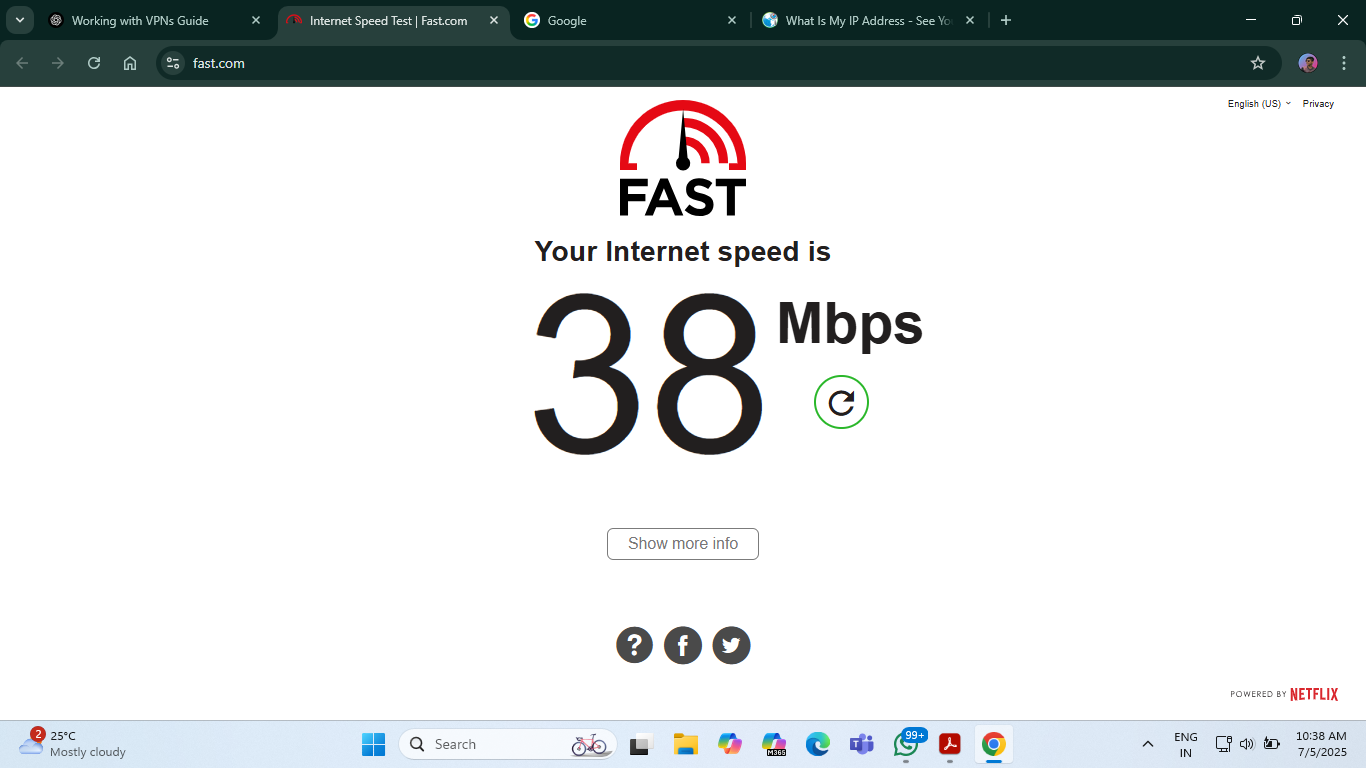 Working with VPNs Guide
Internet Speed Test | Fast.com
Google
What Is My IP Address - See Yo
fast.com
English (US)
Privacy
FAST
Your Internet speed is
38 Mbps
Show more info
?
f
POWERED BY NETFLIX
2
25°C
Mostly cloudy
Search
M365
99+
ENG
IN
10:38 AM
7/5/2025